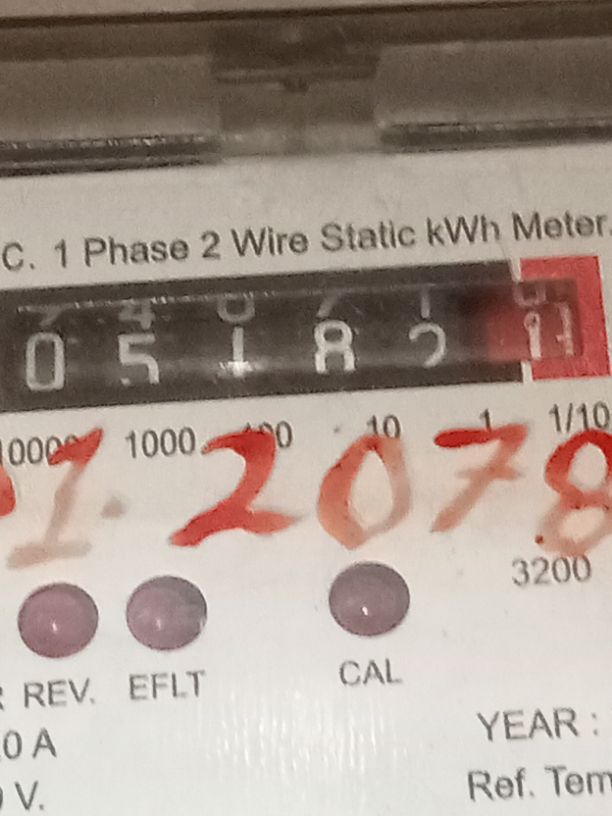 C. 1 Phase 2 Wire Static kWh Meter.
0 5 1 8 2 1
1000 10 1 1/10
1. 2078
3200
REV. EFLT CAL
0 A YEAR :
V. Ref. Tem